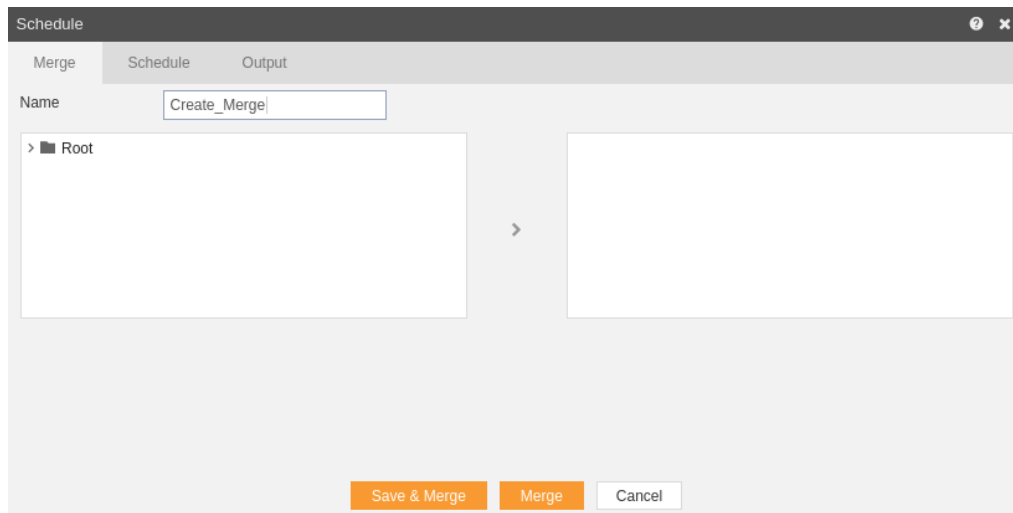 Schedule
Merge Schedule Output
Name Create_Merge
Root
Save & Merge Merge Cancel